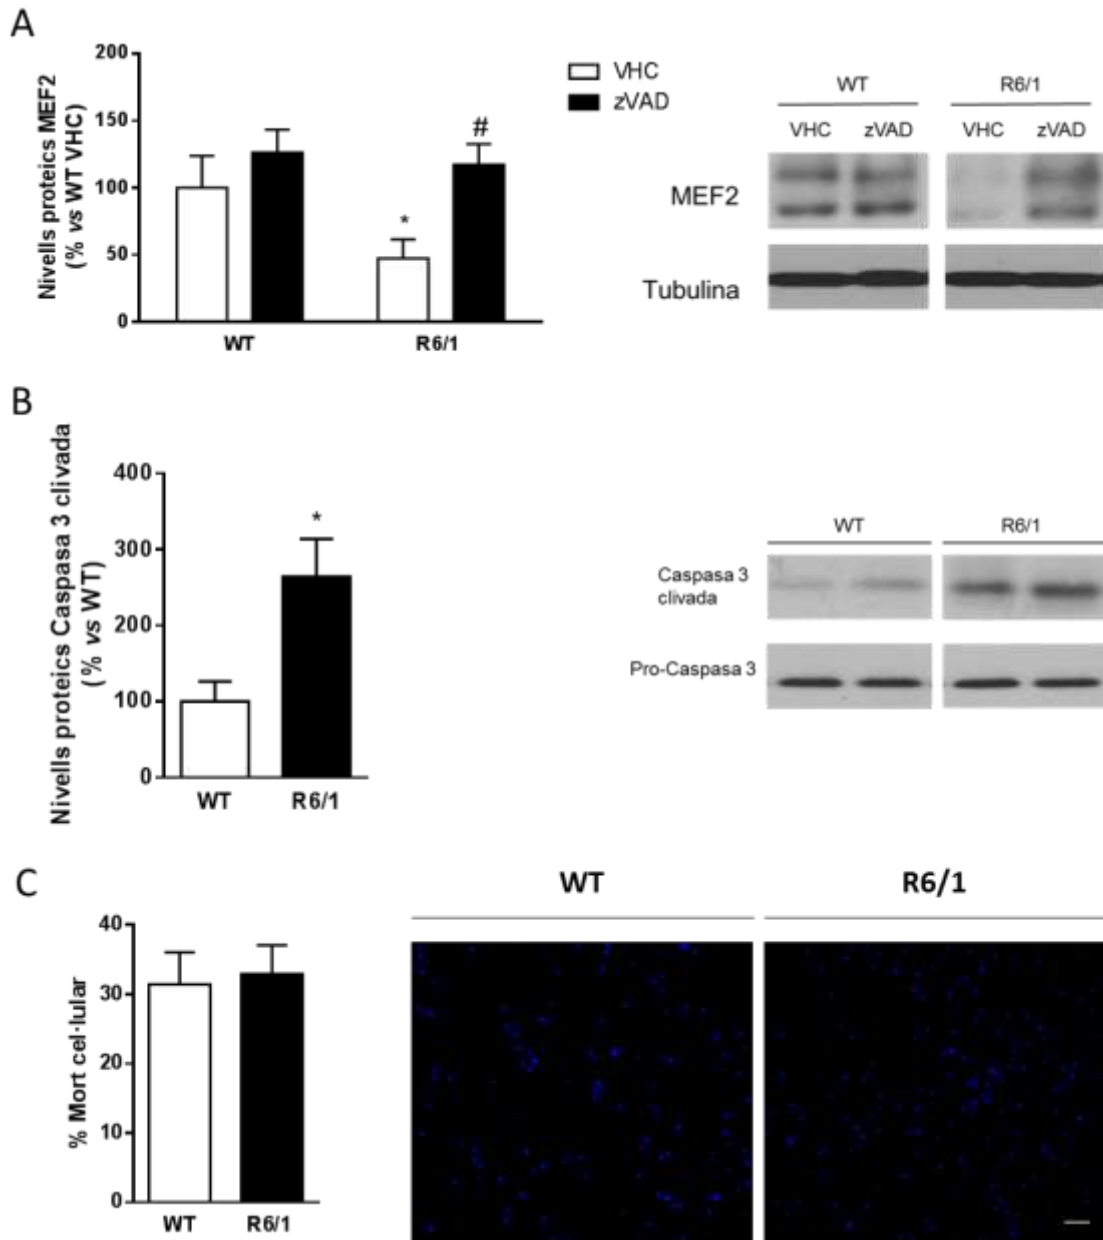 A
200
150
100
50
0
Nivells proteics MEF2
(% vs WT VHC)
*
#
WT
R6/1
VHC
zVAD
WT R6/1
VHC zVAD VHC zVAD
MEF2
Tubulina
B
400
300
200
100
0
Nivells proteics Caspasa 3 clivada
(% vs WT)
*
WT
R6/1
WT R6/1
Caspasa 3
clivada
Pro-Caspasa 3
C
40
30
20
10
0
% Mort cel·lular
WT
R6/1
WT R6/1